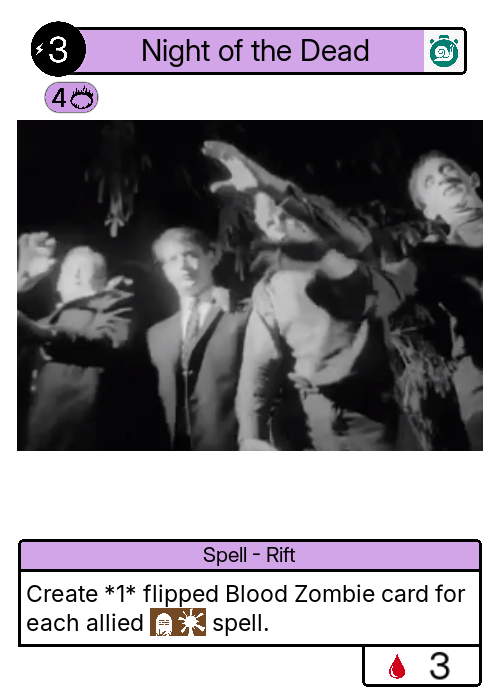 3
Night of the Dead
4
Spell - Rift
Create *1* flipped Blood Zombie card for
each allied spell.
3